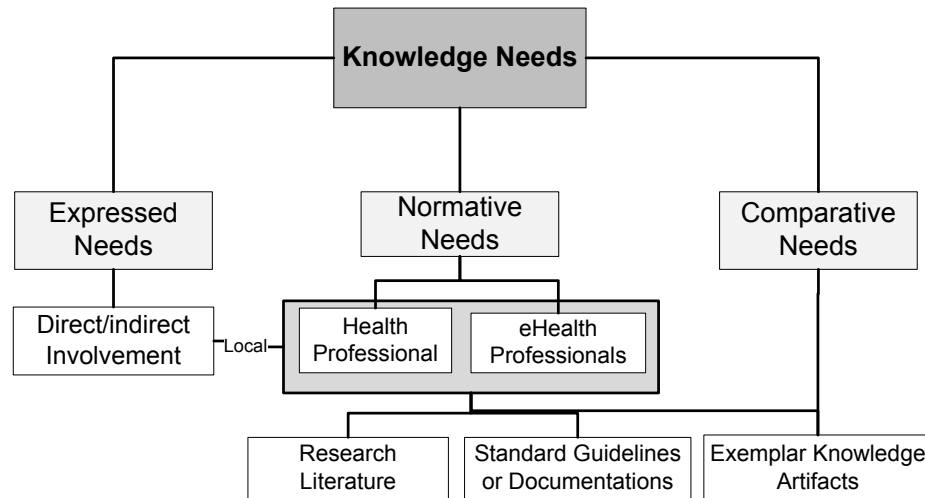 Knowledge Needs
Expressed
Needs
Normative
Needs
Comparative
Needs
Direct/indirect
Involvement
Local
Health
Professional
eHealth
Professionals
Research
Literature
Standard Guidelines
or Documentations
Exemplar Knowledge
Artifacts